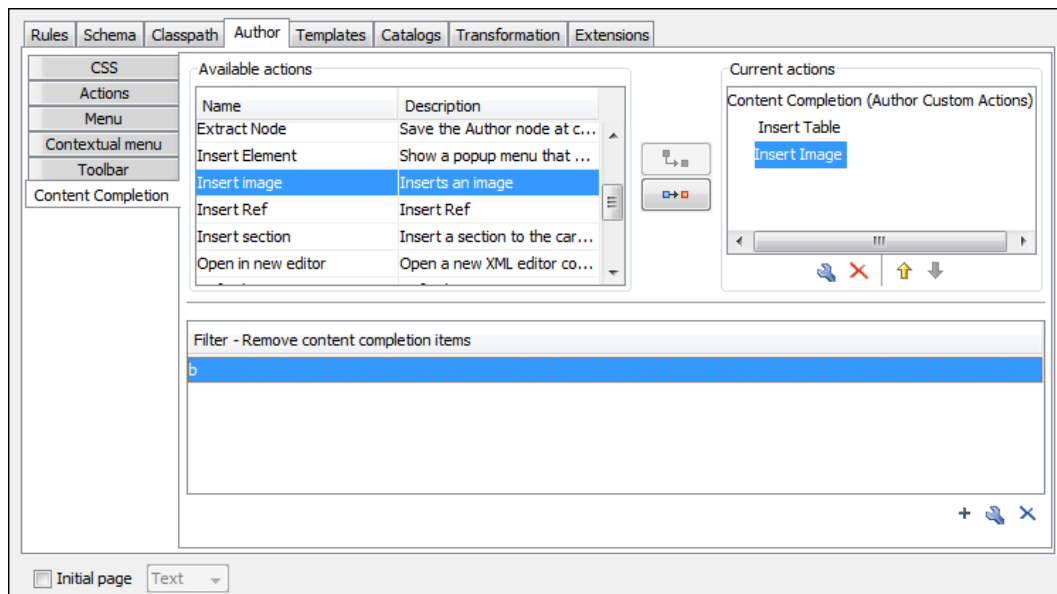 Rules Schema Classpath Author Templates Catalogs Transformation Extensions
CSS
Actions
Menu
Contextual menu
Toolbar
Content Completion
Available actions
Name Description
Extract Node Save the Author node at c...
Insert Element Show a popup menu that ...
Insert image Inserts an image
Insert Ref Insert Ref
Insert section Insert a section to the car...
Open in new editor Open a new XML editor co...
Current actions
Content Completion (Author Custom Actions)
Insert Table
Insert Image
Filter - Remove content completion items
b
Initial page Text